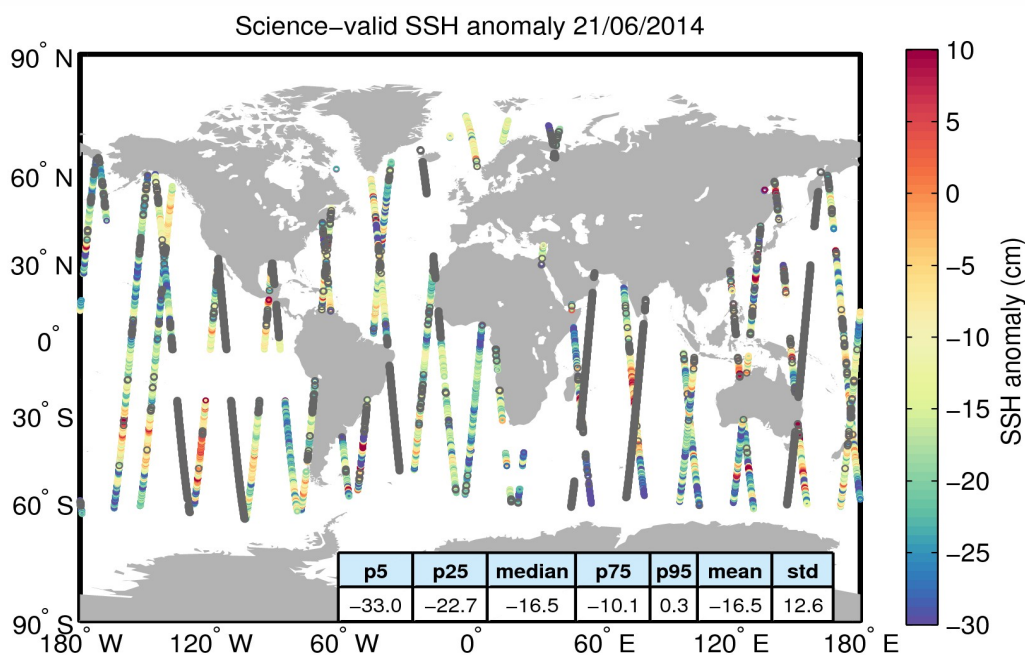 Science−valid SSH anomaly 21/06/2014
90° N
60° N
30° N
0°
30° S
60° S
90° S
180° W
120° W
60° W
0°
60° E
120° E
180° E
p5 p25 median p75 p95 mean std
−33.0 −22.7 −16.5 −10.1 0.3 −16.5 12.6
10
5
0
−5
−10
−15
−20
−25
−30
SSH anomaly (cm)